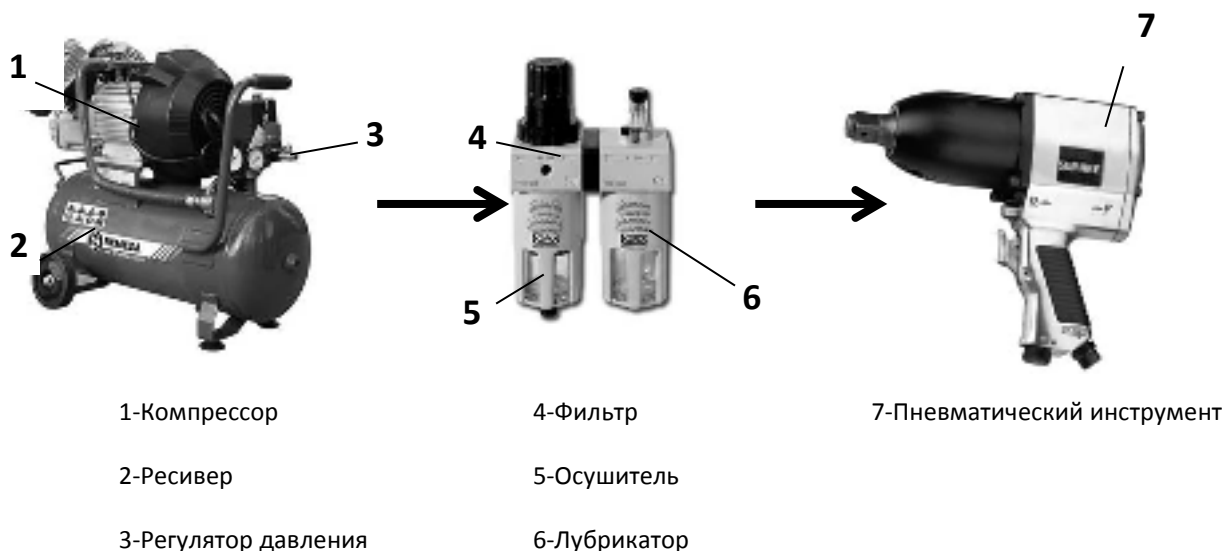 1
2
3
4
5
6
7
1-Компрессор
4-Фильтр
7-Пневматический инструмент
2-Ресивер
5-Осушитель
3-Регулятор давления
6-Лубрикатор